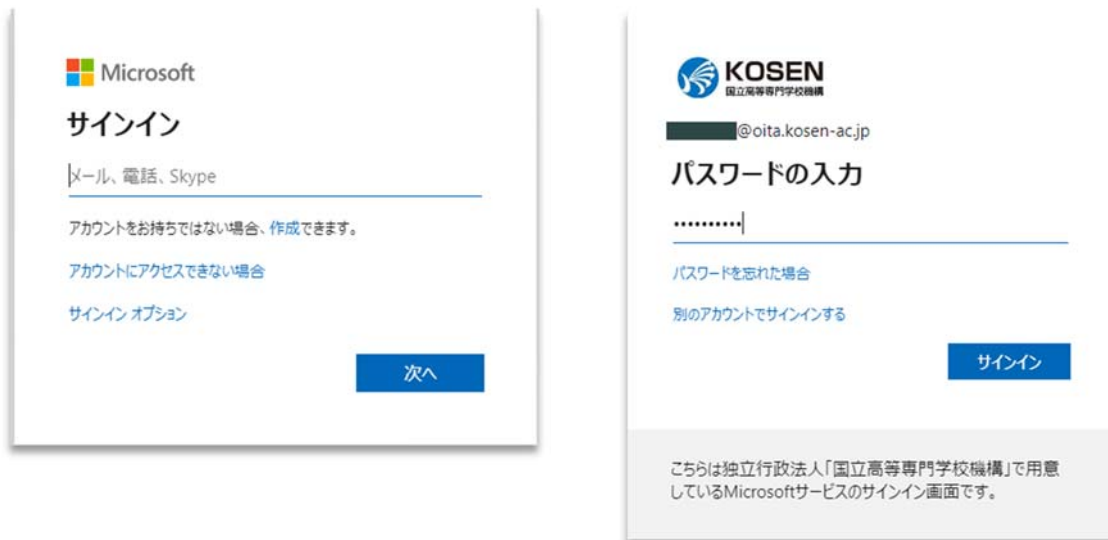 Microsoft
サインイン
メール、電話、Skype
アカウントをお持ちではない場合、作成できます。
アカウントにアクセスできない場合
サインイン オプション
次へ
KOSEN
国立高等専門学校機構
@oita.kosen-ac.jp
パスワードの入力
••••••••••
パスワードを忘れた場合
別のアカウントでサインインする
サインイン
こちらは独立行政法人「国立高等専門学校機構」で用意
しているMicrosoftサービスのサインイン画面です。